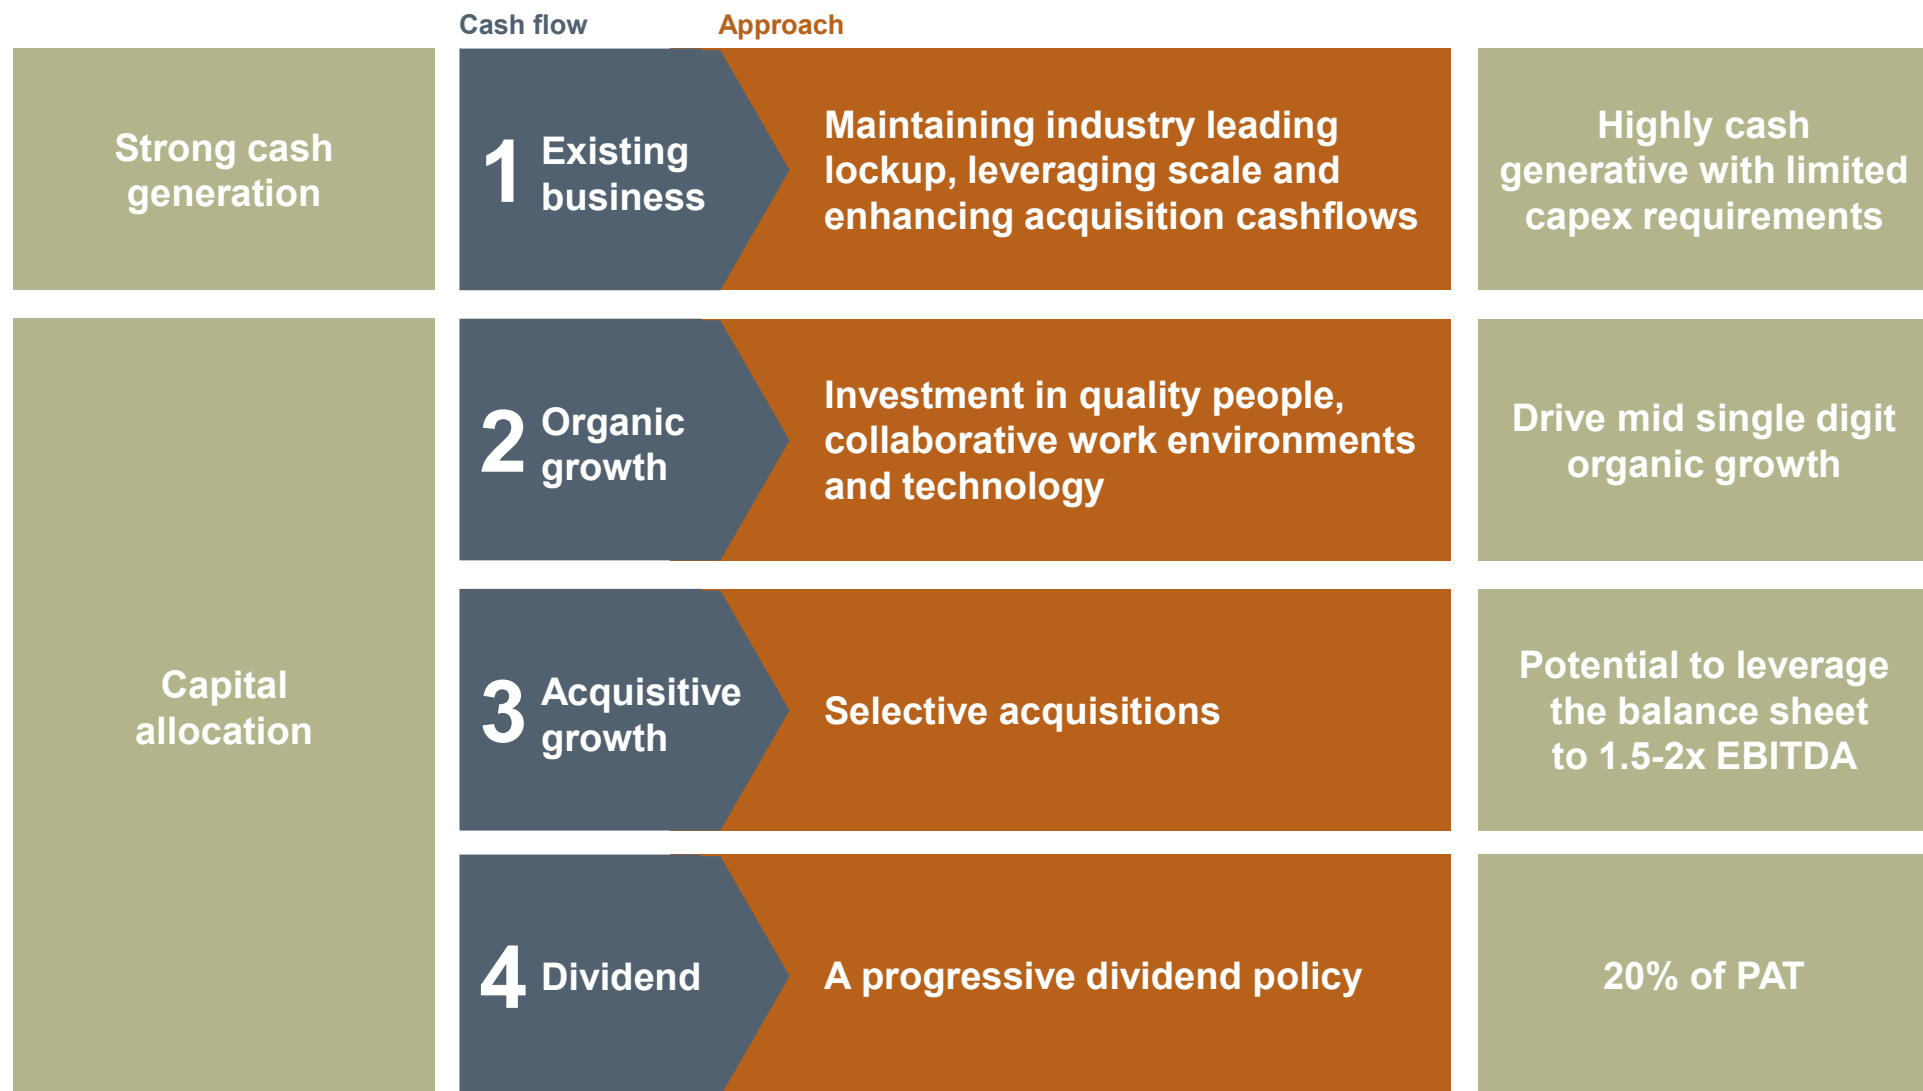 Cash flow
Approach
Strong cash
generation
1
Existing
business
Maintaining industry leading
lockup, leveraging scale and
enhancing acquisition cashflows
Highly cash
generative with limited
capex requirements
Capital
allocation
2
Organic
growth
Investment in quality people,
collaborative work environments
and technology
Drive mid single digit
organic growth
3
Acquisitive
growth
Selective acquisitions
Potential to leverage
the balance sheet
to 1.5-2x EBITDA
4
Dividend
A progressive dividend policy
20% of PAT